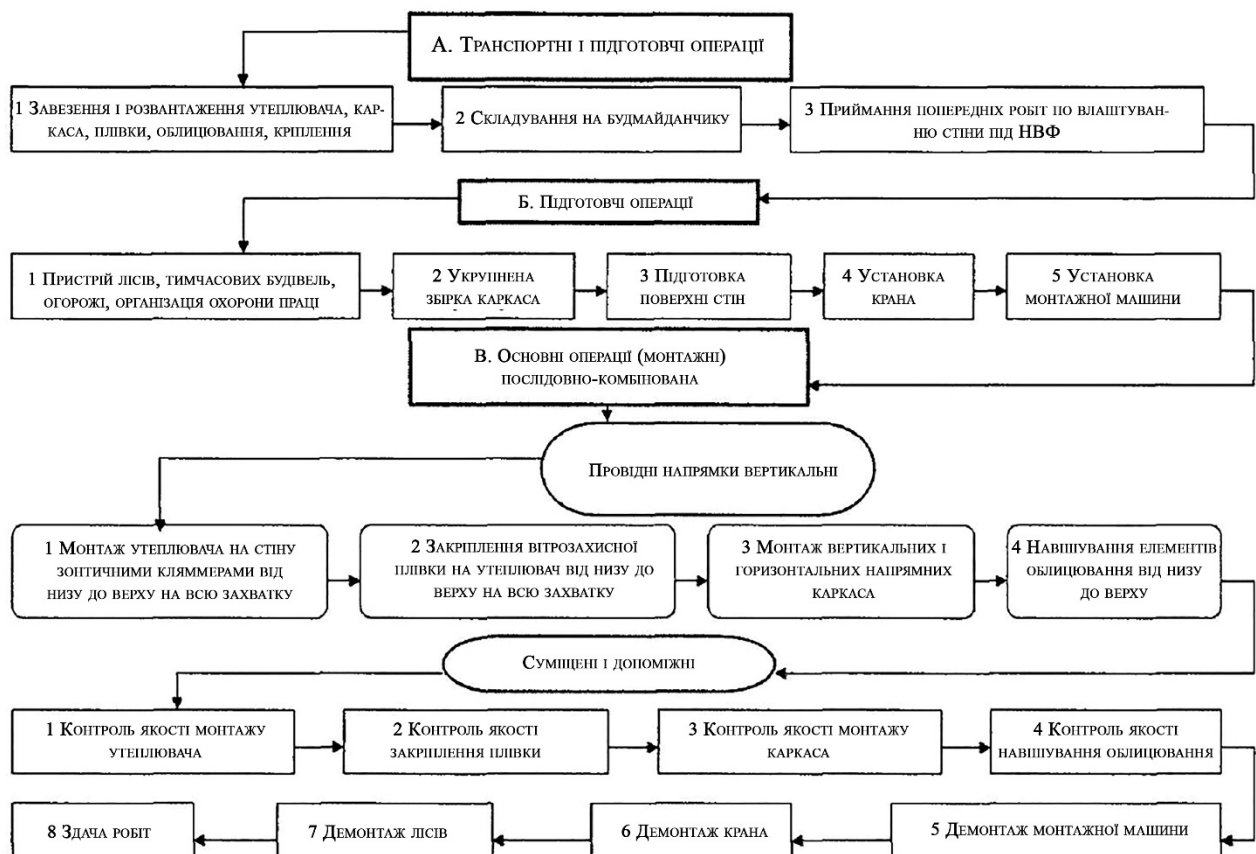 А. Транспортні і підготовчі операції
1 Завезення і розвантаження утеплювача, кар-
каса, плівки, облицювання, кріплення
2 Складування на будмайданчику
3 Приймання попередніх робіт по влаштуван-
ню стіни під НВФ
Б. Підготовчі операції
1 Пристрій лісів, тимчасових будівель,
огорожі, організація охорони праці
2 Укрупнена
збірка каркаса
3 Підготовка
поверхні стін
4 Установка
крана
5 Установка
монтажної машини
В. Основні операції (монтажні)
послідовно-комбінована
Провідні напрямки вертикальні
1 Монтаж утеплювача на стіну
зонтичними кляммерами від
низу до верху на всю захватку
2 Закріплення вітрозахисної
плівки на утеплювач від низу до
верху на всю захватку
3 Монтаж вертикальних і
горизонтальних напрямних
каркаса
4 Навішування елементів
облицювання від низу
до верху
Суміщені і допоміжні
1 Контроль якості монтажу
утеплювача
2 Контроль якості
закріплення плівки
3 Контроль якості монтажу
каркаса
4 Контроль якості
навішування облицювання
8 Здача робіт
7 Демонтаж лісів
6 Демонтаж крана
5 Демонтаж монтажної машини